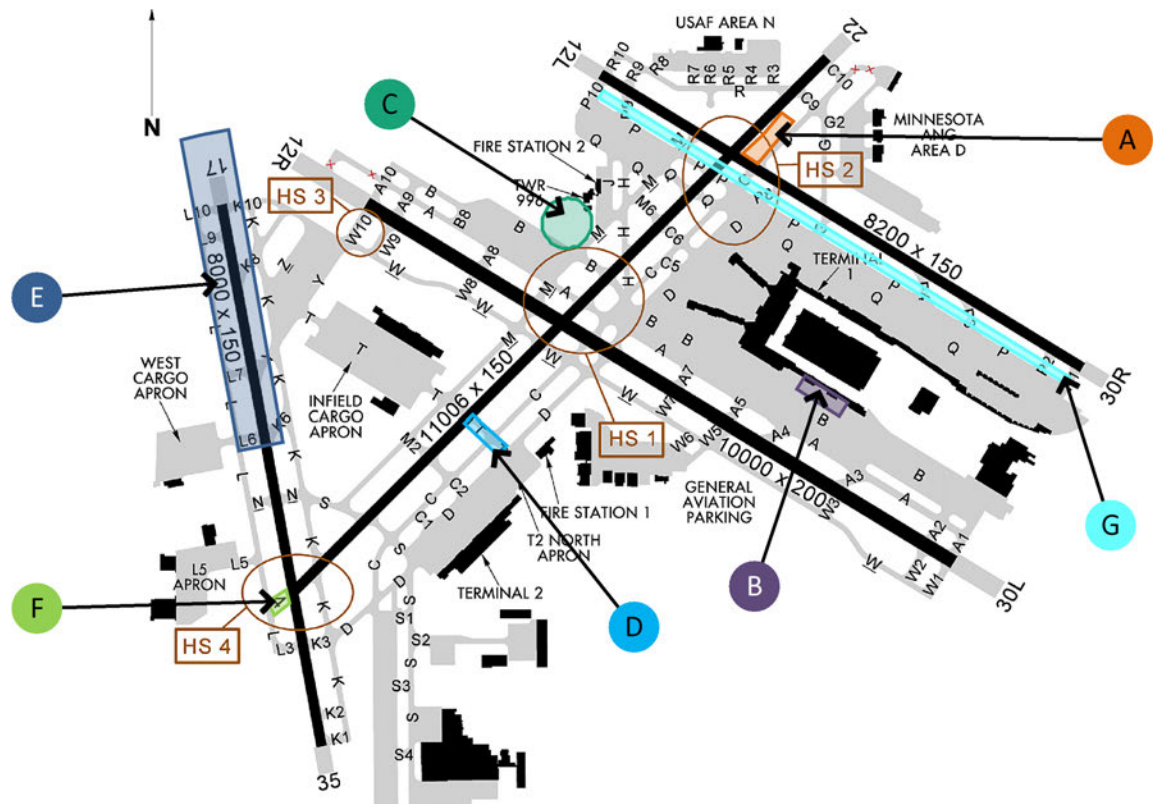 USAF AREA N
22
12L
R10
R9
R8
R7
R6
R5
R4
R3
R
C10
C9
G2
G
MINNESOTA
ANG
AREA D
A
C
N
17
12R
P10
P
Q
HS 2
HS 3
FIRE STATION 2
TWR
996
J
H
M
M6
A10
A9
B
A
B8
A8
L10
K10
L9
K8
K
Z
Y
T
W10
W9
W
W8
E
8000 x 150
C6
C5
C
D
Q
P
8200 X 150
TERMINAL
1
WEST
CARGO
APRON
L7
L
L6
K6
INFIELD
CARGO
APRON
T
M
M2
11006 X 150
HS 1
A7
A5
A4
A3
A2
A1
W7
W6
W5
W3
W2
W1
W
10000 x 200
30R
30L
P2
G
GENERAL
AVIATION
PARKING
B
FIRE STATION 1
T2 NORTH
APRON
C2
C1
C
D
S
N
L5
L5
APRON
TERMINAL 2
F
HS 4
D
L3
K3
K2
K1
35
S1
S2
S3
S4